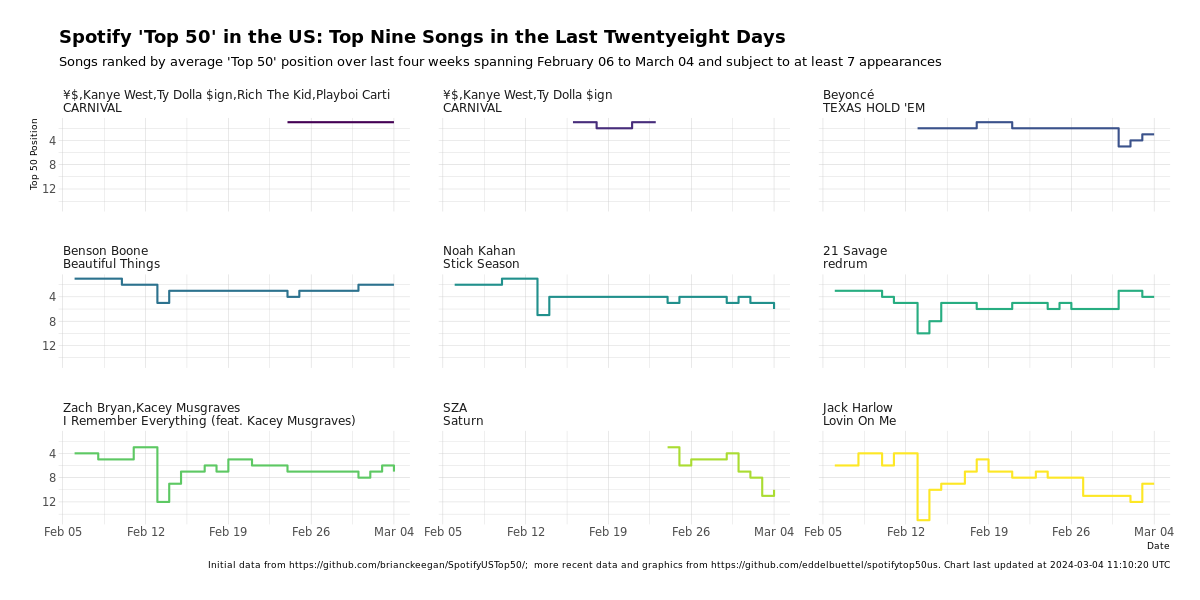 Spotify 'Top 50' in the US: Top Nine Songs in the Last Twentyeight Days
Songs ranked by average 'Top 50' position over last four weeks spanning February 06 to March 04 and subject to at least 7 appearances
¥$,Kanye West,Ty Dolla $ign,Rich The Kid,Playboi Carti
CARNIVAL
¥$,Kanye West,Ty Dolla $ign
CARNIVAL
Beyoncé
TEXAS HOLD 'EM
Top 50 Position
4
8
12
Benson Boone
Beautiful Things
Noah Kahan
Stick Season
21 Savage
redrum
4
8
12
Zach Bryan,Kacey Musgraves
I Remember Everything (feat. Kacey Musgraves)
SZA
Saturn
Jack Harlow
Lovin On Me
4
8
12
Feb 05 Feb 12 Feb 19 Feb 26 Mar 04 Feb 05 Feb 12 Feb 19 Feb 26 Mar 04 Feb 05 Feb 12 Feb 19 Feb 26 Mar 04
Date
Initial data from https://github.com/brianckeegan/SpotifyUSTop50/; more recent data and graphics from https://github.com/eddelbuettel/spotifytop50us. Chart last updated at 2024-03-04 11:10:20 UTC